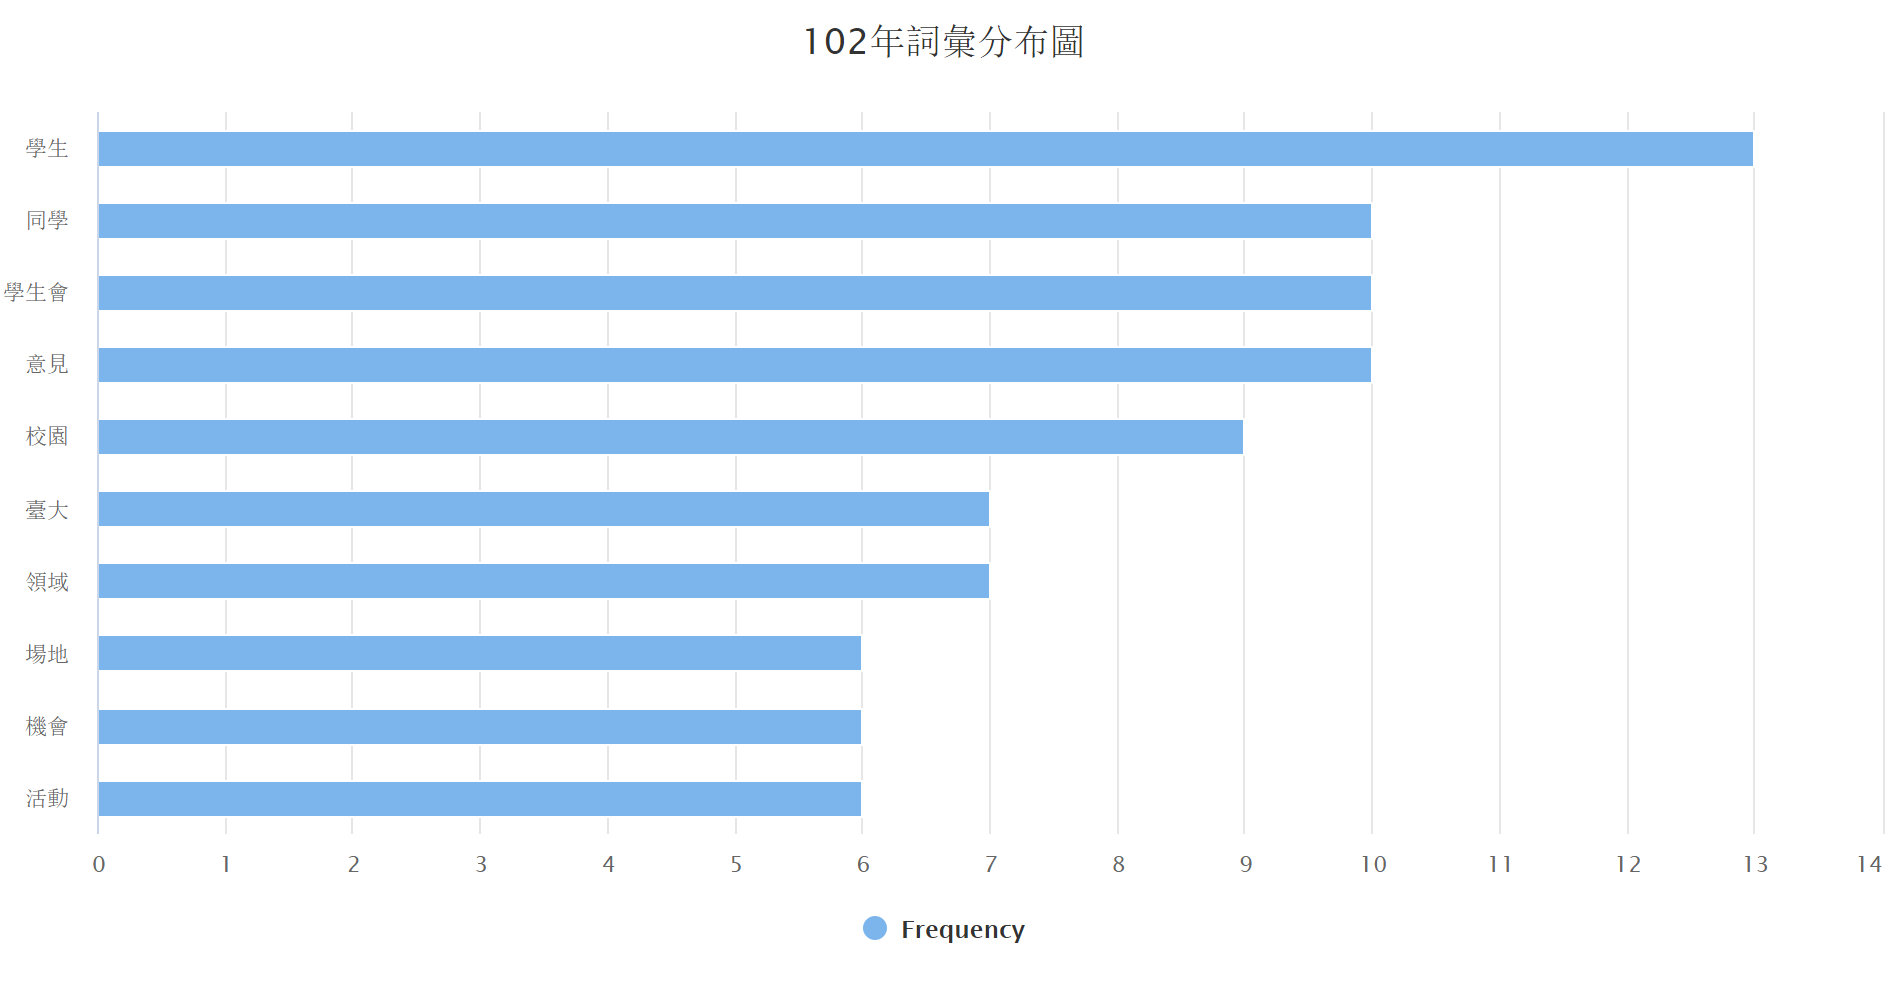 102年詞彙分布圖
學生
同學
學生會
意見
校園
臺大
領域
場地
機會
活動
0 1 2 3 4 5 6 7 8 9 10 11 12 13 14
Frequency